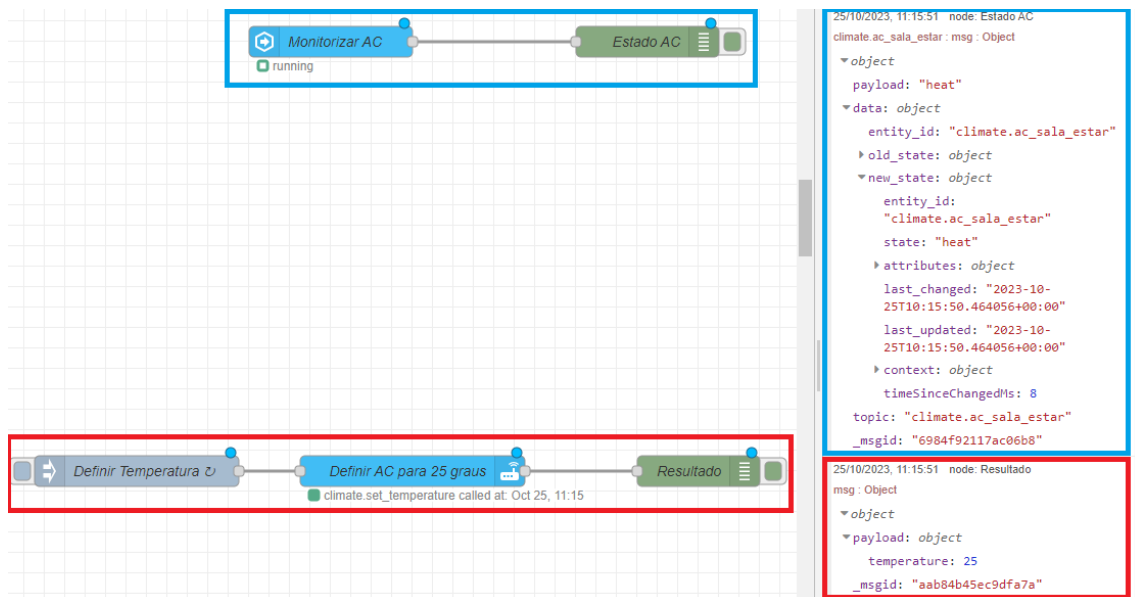 Monitorizar AC
Estado AC
running
Definir Temperatura ↻
Definir AC para 25 graus
Resultado
climate.set_temperature called at: Oct 25, 11:15
25/10/2023, 11:15:51 node: Estado AC
climate.ac_sala_estar : msg : Object
object
payload: "heat"
data: object
entity_id: "climate.ac_sala_estar"
old_state: object
new_state: object
entity_id:
"climate.ac_sala_estar"
state: "heat"
attributes: object
last_changed: "2023-10-
25T10:15:50.464056+00:00"
last_updated: "2023-10-
25T10:15:50.464056+00:00"
context: object
timeSinceChangedMs: 8
topic: "climate.ac_sala_estar"
_msgid: "6984f92117ac06b8"
25/10/2023, 11:15:51 node: Resultado
msg : Object
object
payload: object
temperature: 25
_msgid: "aab84b45ec9dfa7a"